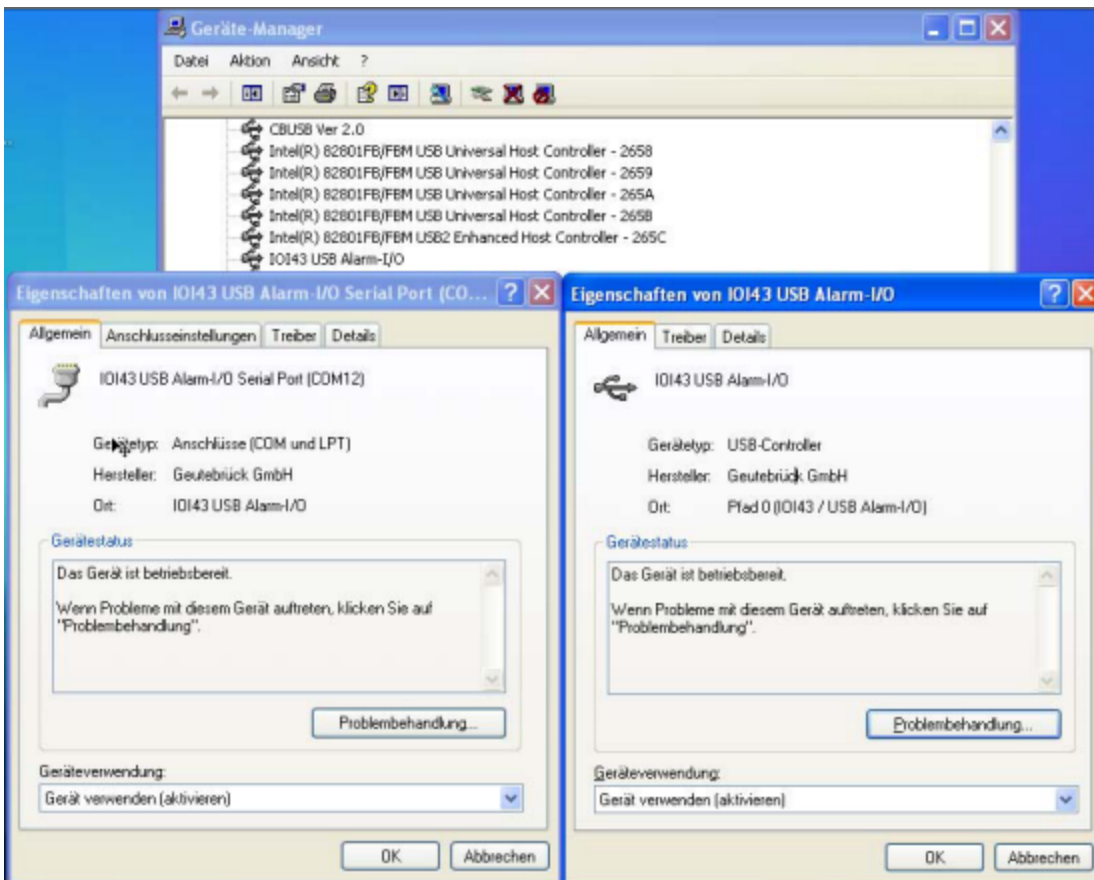 Geräte-Manager
Datei Aktion Ansicht ?
CBUSB Ver 2.0
Intel(R) 82801FB/FBM USB Universal Host Controller - 2658
Intel(R) 82801FB/FBM USB Universal Host Controller - 2659
Intel(R) 82801FB/FBM USB Universal Host Controller - 265A
Intel(R) 82801FB/FBM USB Universal Host Controller - 265B
Intel(R) 82801FB/FBM USB2 Enhanced Host Controller - 265C
IOI43 USB Alarm-I/O
Eigenschaften von IOI43 USB Alarm-I/O Serial Port (CO...
Allgemein Anschlusseinstellungen Treiber Details
IOI43 USB Alarm-I/O Serial Port (COM12)
Gerätetyp: Anschlüsse (COM und LPT)
Hersteller: Geutebrück GmbH
Ort: IOI43 USB Alarm-I/O
Gerätestatus
Das Gerät ist betriebsbereit.
Wenn Probleme mit diesem Gerät auftreten, klicken Sie auf
"Problembehandlung".
Problembehandlung...
Geräteverwendung:
Gerät verwenden (aktivieren)
OK Abbrechen
Eigenschaften von IOI43 USB Alarm-I/O
Allgemein Treiber Details
IOI43 USB Alarm-I/O
Gerätetyp: USB-Controller
Hersteller: Geutebrück GmbH
Ort: Pfad 0 (IOI43 / USB Alarm-I/O)
Gerätestatus
Das Gerät ist betriebsbereit.
Wenn Probleme mit diesem Gerät auftreten, klicken Sie auf
"Problembehandlung".
Problembehandlung...
Geräteverwendung:
Gerät verwenden (aktivieren)
OK Abbrechen